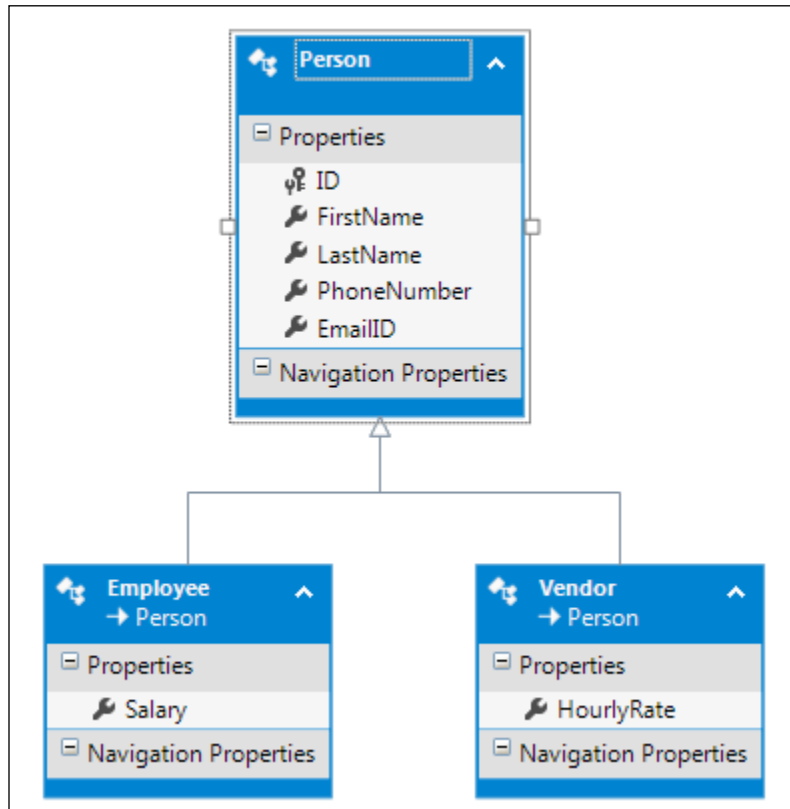 Person
Properties
ID
FirstName
LastName
PhoneNumber
EmailID
Navigation Properties
Employee
Person
Properties
Salary
Navigation Properties
Vendor
Person
Properties
HourlyRate
Navigation Properties